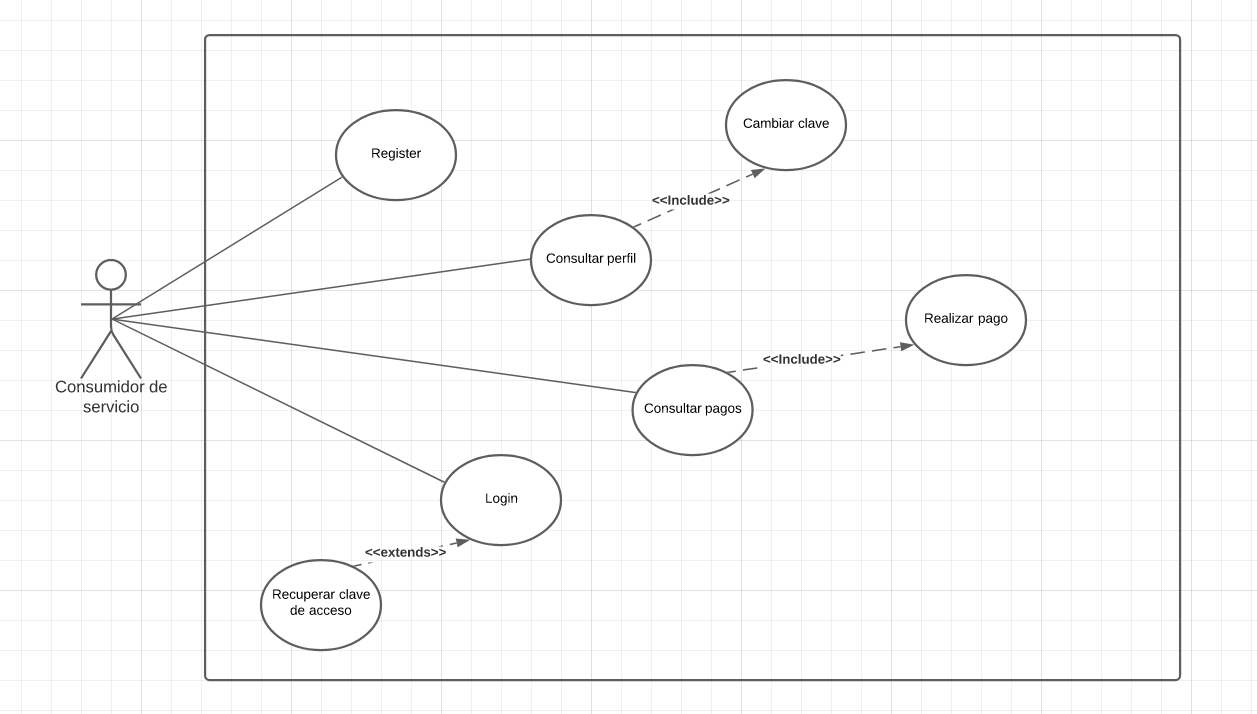 Cambiar clave
Register
<<Include>>
Consultar perfil
Realizar pago
<<Include>>
Consumidor de
servicio
Consultar pagos
Login
<<extends>>
Recuperar clave
de acceso